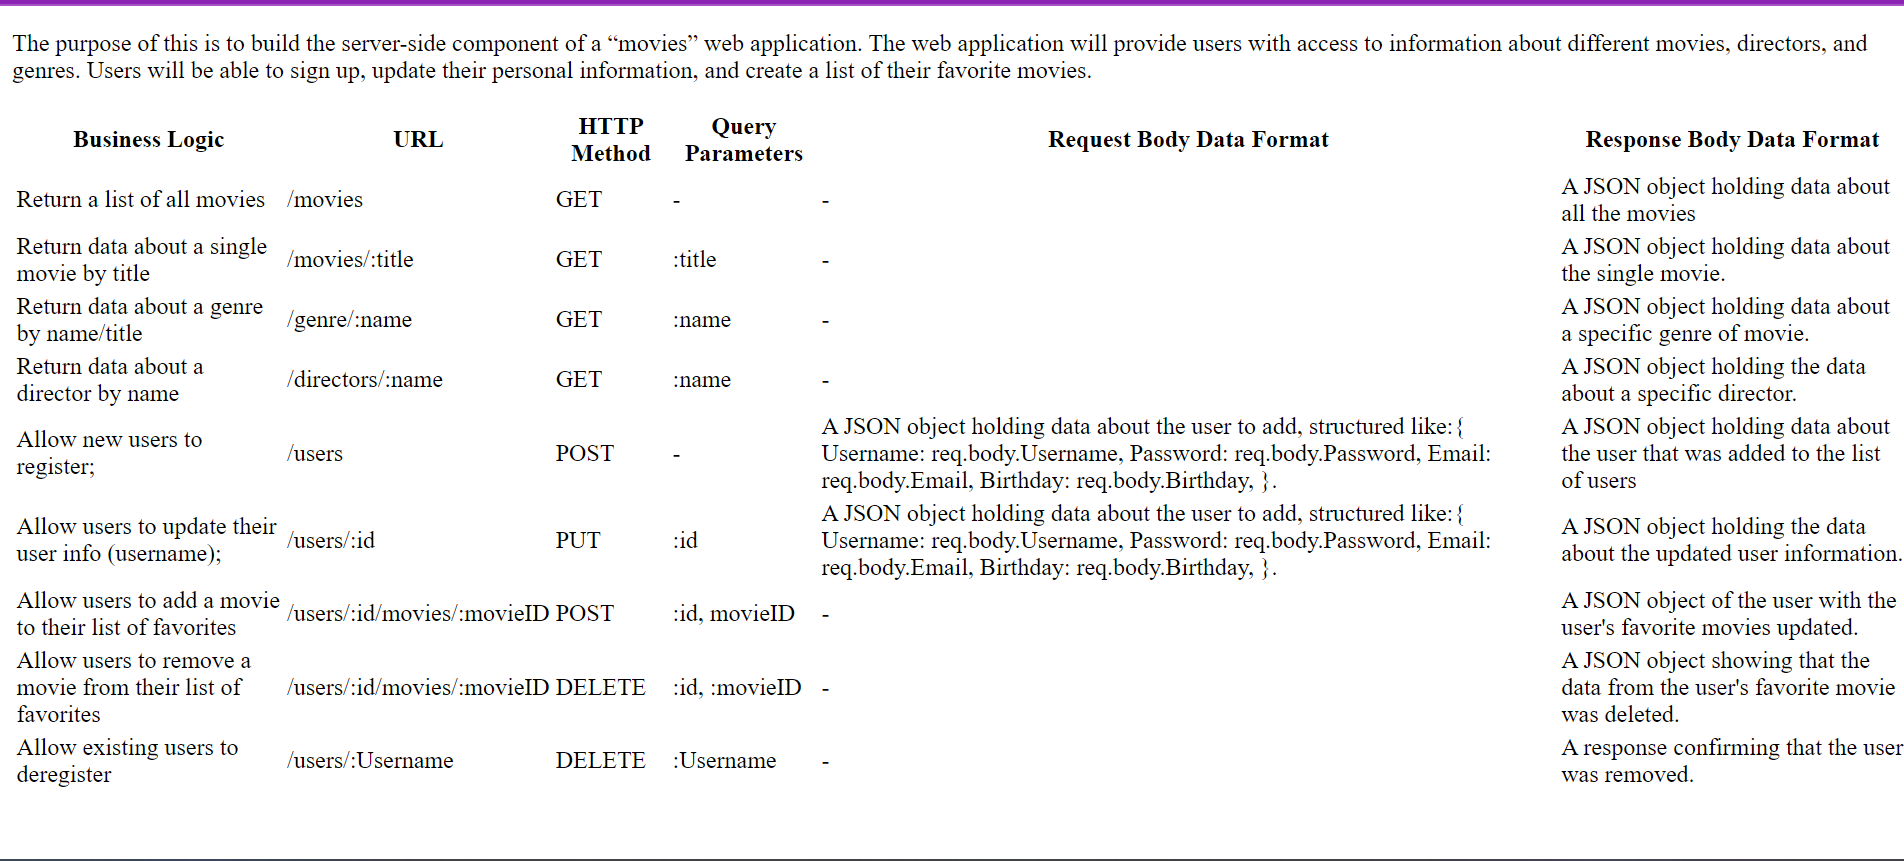 The purpose of this is to build the server-side component of a “movies” web application. The web application will provide users with access to information about different movies, directors, and
genres. Users will be able to sign up, update their personal information, and create a list of their favorite movies.
Business Logic URL HTTP Method Query Parameters Request Body Data Format Response Body Data Format
Return a list of all movies /movies GET - - A JSON object holding data about
all the movies
Return data about a single
movie by title /movies/:title GET :title - A JSON object holding data about
the single movie.
Return data about a genre
by name/title /genre/:name GET :name - A JSON object holding data about
a specific genre of movie.
Return data about a
director by name /directors/:name GET :name - A JSON object holding the data
about a specific director.
Allow new users to
register; /users POST - A JSON object holding data about the user to add, structured like:{
Username: req.body.Username, Password: req.body.Password, Email:
req.body.Email, Birthday: req.body.Birthday, }. A JSON object holding data about
the user that was added to the list
of users
Allow users to update their
user info (username); /users/:id PUT :id A JSON object holding data about the user to add, structured like:{
Username: req.body.Username, Password: req.body.Password, Email:
req.body.Email, Birthday: req.body.Birthday, }. A JSON object holding the data
about the updated user information.
Allow users to add a movie
to their list of favorites /users/:id/movies/:movieID POST :id, movieID - A JSON object of the user with the
user's favorite movies updated.
Allow users to remove a
movie from their list of
favorites /users/:id/movies/:movieID DELETE :id, :movieID - A JSON object showing that the
data from the user's favorite movie
was deleted.
Allow existing users to
deregister /users/:Username DELETE :Username - A response confirming that the user
was removed.